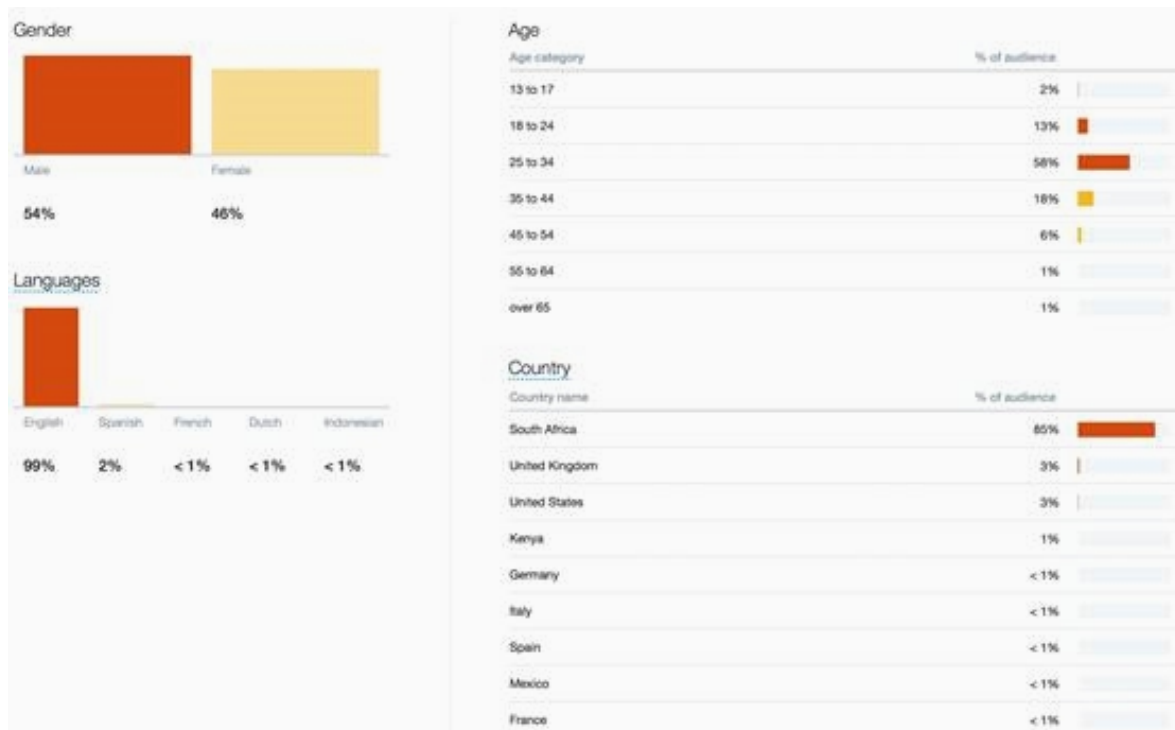 Gender
Male Female
54% 46%
Languages
English Spanish French Dutch Indonesian
99% 2% < 1% < 1% < 1%
Age
Age category % of audience
13 to 17 2%
18 to 24 13%
25 to 34 58%
35 to 44 18%
45 to 54 6%
55 to 64 1%
over 65 1%
Country
Country name % of audience
South Africa 85%
United Kingdom 3%
United States 3%
Kenya 1%
Germany < 1%
Italy < 1%
Spain < 1%
Mexico < 1%
France < 1%